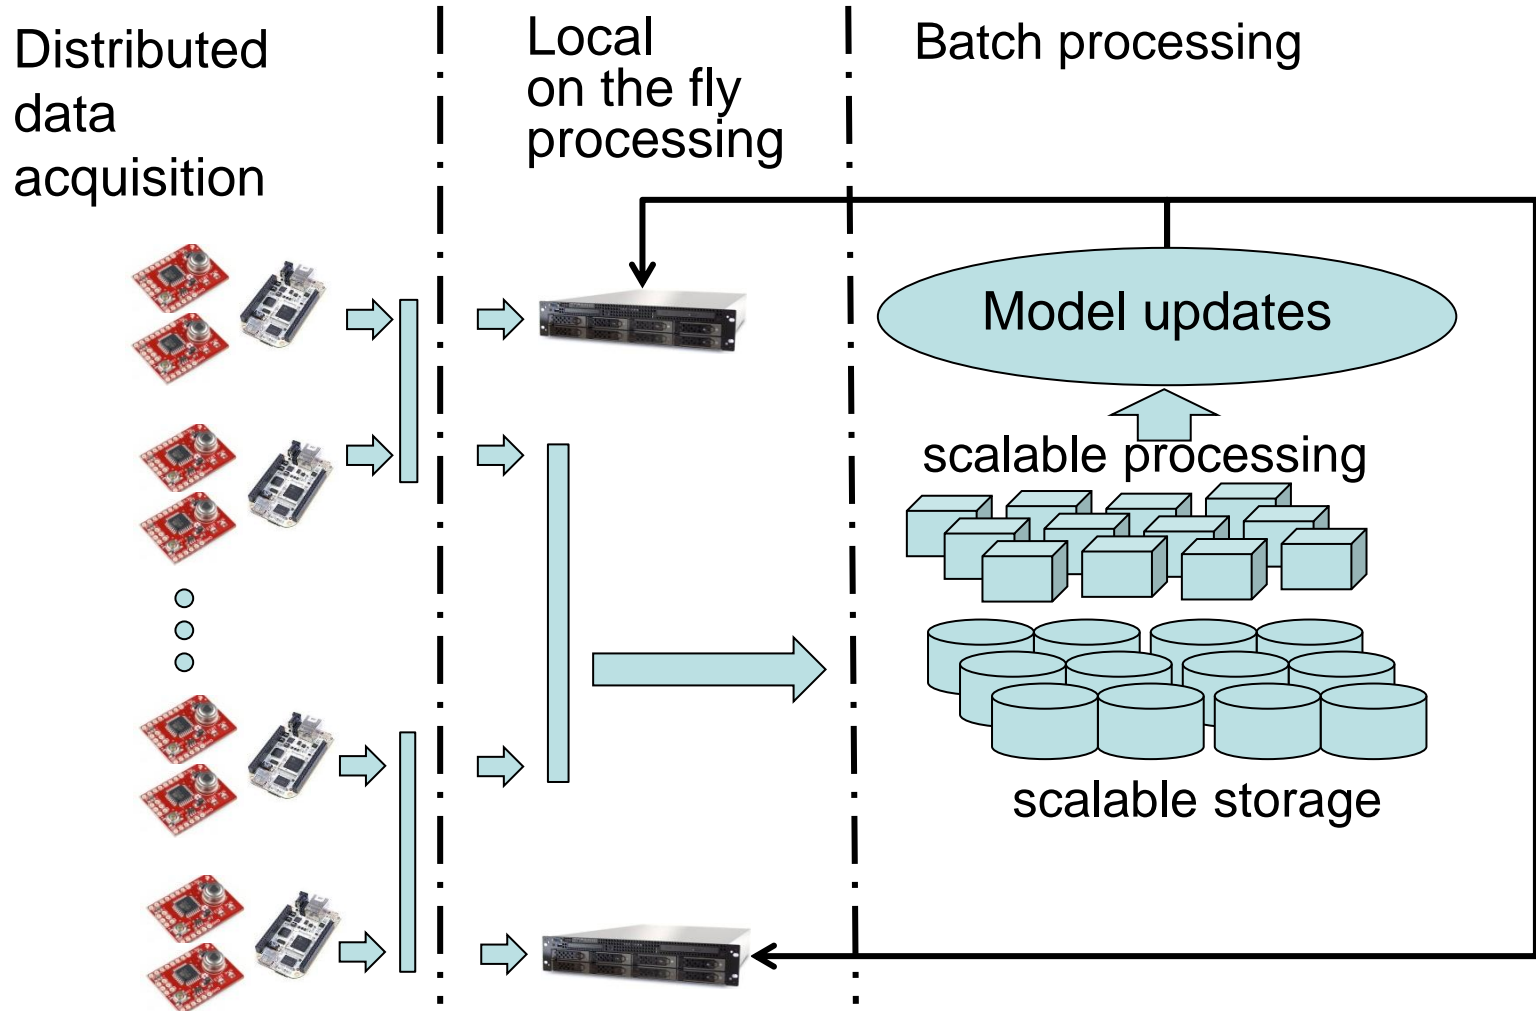 Distributed
data
acquisition
Local
on the fly
processing
Batch processing
Model updates
scalable processing
scalable storage